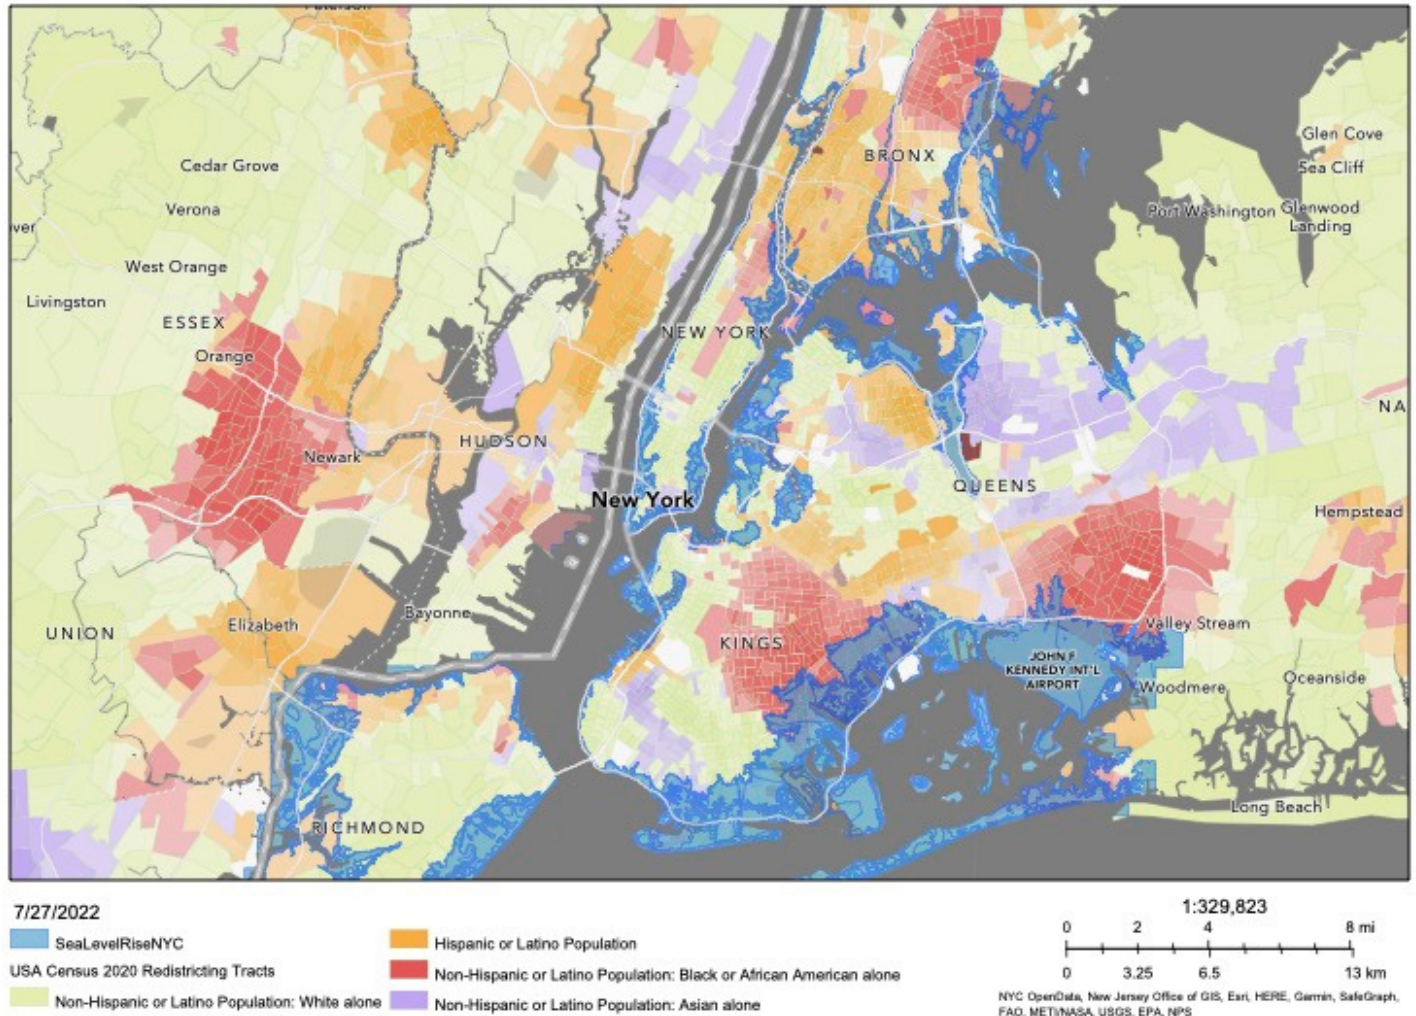 Paterson
Glen Cove
Cedar Grove
BRONX
Sea Cliff
Verona
Port Washington
Glenwood
Landing
ver
West Orange
Livingston
ESSEX
NEW YORK
Orange
NA
HUDSON
Newark
QUEENS
New York
Hempstead
Bayonne
Elizabeth
UNION
KINGS
Valley Stream
JOHN F
KENNEDY INT'L
AIRPORT
Woodmere
Oceanside
Long Beach
RICHMOND
7/27/2022
SeaLevelRiseNYC
USA Census 2020 Redistricting Tracts
Non-Hispanic or Latino Population: White alone
Hispanic or Latino Population
Non-Hispanic or Latino Population: Black or African American alone
Non-Hispanic or Latino Population: Asian alone
1:329,823
0 2 4 8 mi
0 3.25 6.5 13 km
NYC OpenData, New Jersey Office of GIS, Esri, HERE, Garmin, SafeGraph,
FAO, METI/NASA, USGS, EPA, NPS